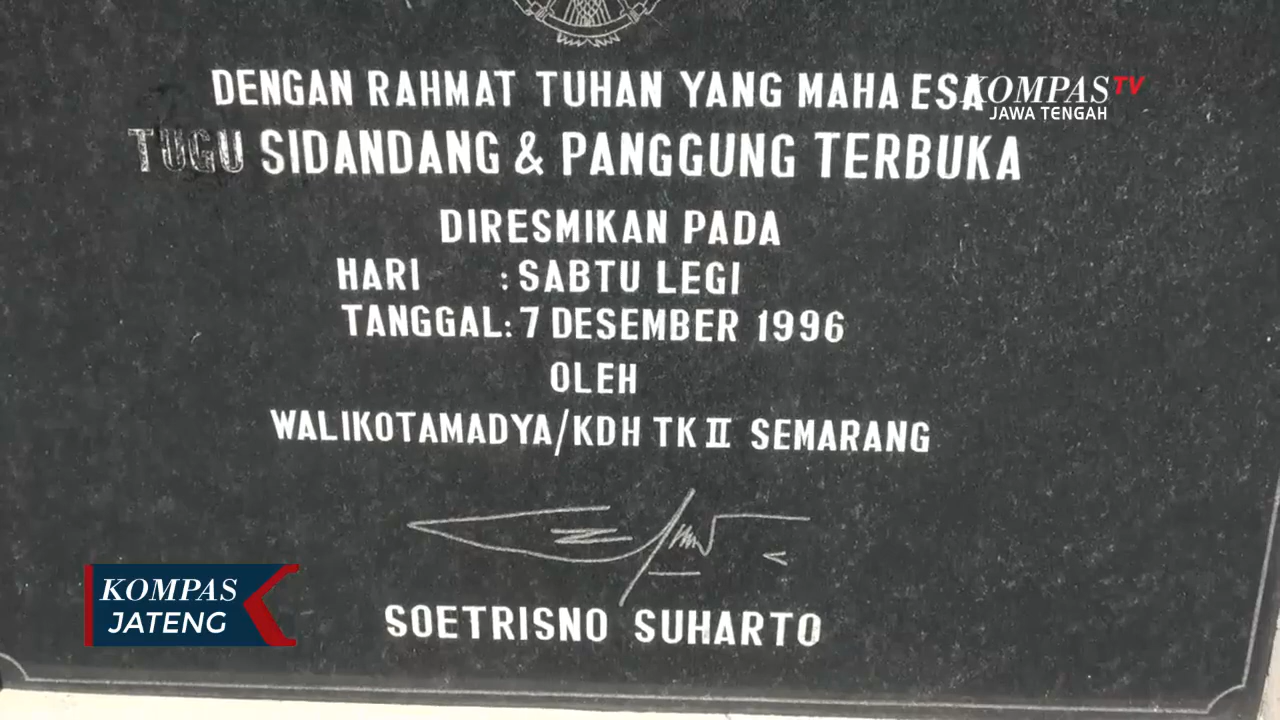 DENGAN RAHMAT TUHAN YANG MAHA ESA
KOMPAS TV
JAWA TENGAH
TUGU SIDANDANG & PANGGUNG TERBUKA
DIRESMIKAN PADA
HARI : SABTU LEGI
TANGGAL: 7 DESEMBER 1996
OLEH
WALIKOTAMADYA/KDH TK II SEMARANG
SOETRISNO SUHARTO
KOMPAS
JATENG